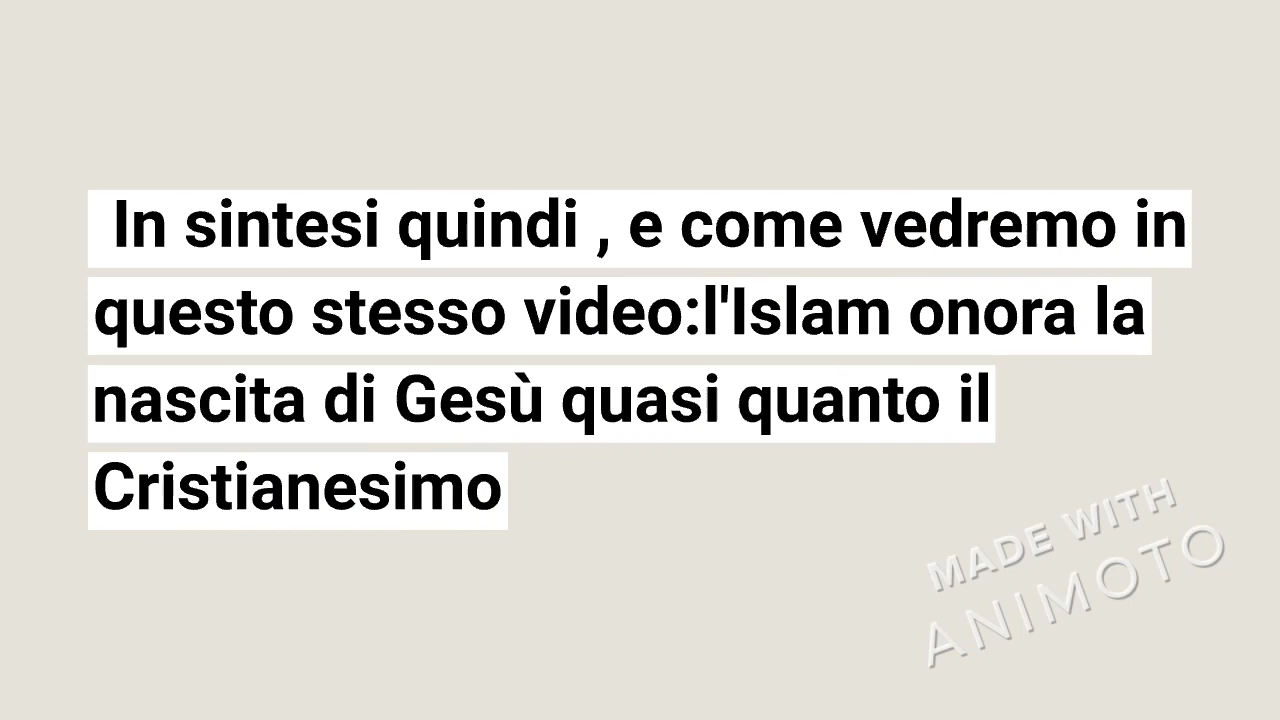 In sintesi quindi , e come vedremo in
questo stesso video:l'Islam onora la
nascita di Gesù quasi quanto il
Cristianesimo
MADE WITH
ANIMOTO